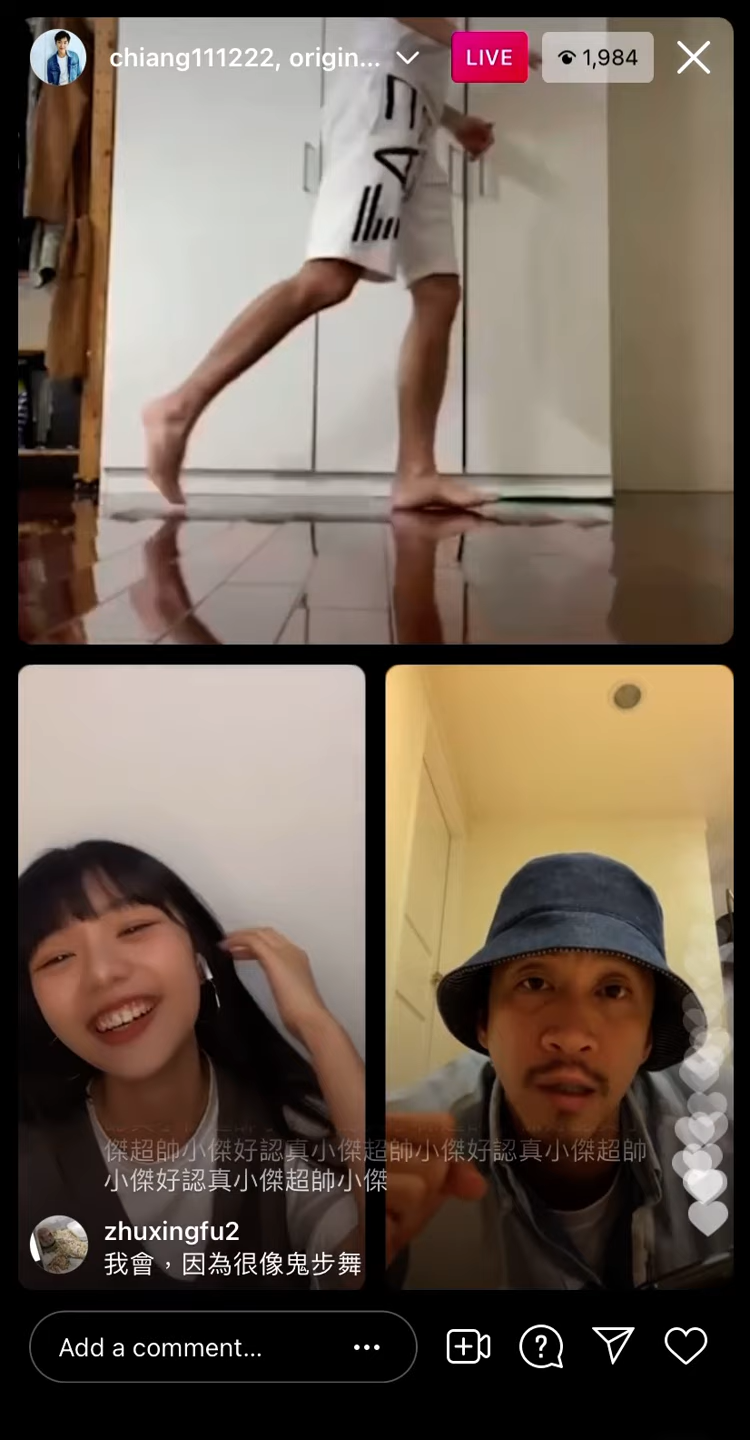 chiang111222, origin...
LIVE
1,984
傑超帥小傑好認真小傑超帥小傑好認真小傑超帥
小傑好認真小傑超帥小傑
zhuxingfu2
我會,因為很像鬼步舞
Add a comment...